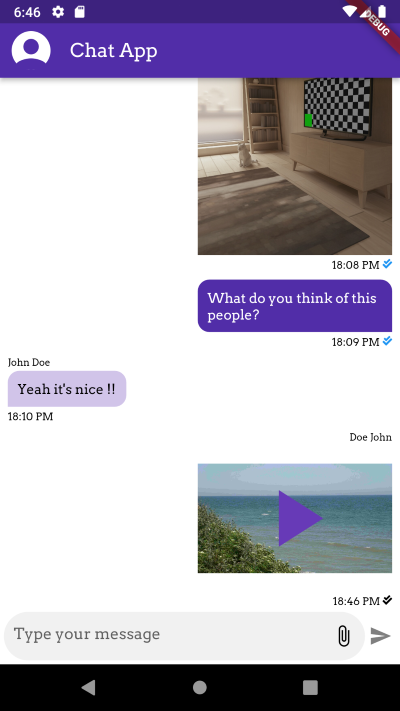 6:46
DEBUG
Chat App
18:08 PM
What do you think of this
people?
18:09 PM
John Doe
Yeah it's nice !!
18:10 PM
Doe John
18:46 PM
Type your message